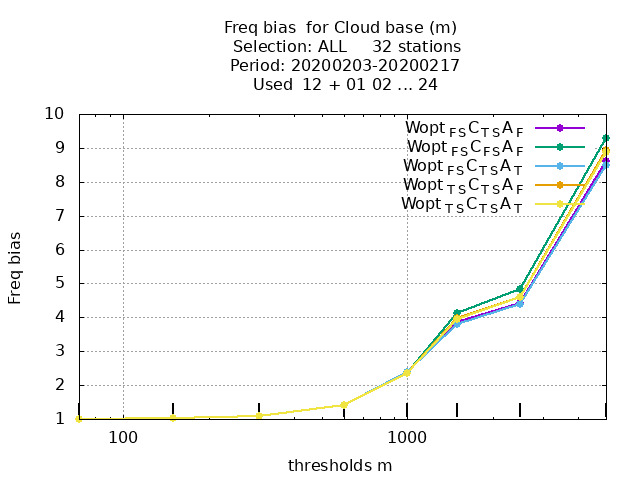 Freq bias  for Cloud base (m)
Selection: ALL     32 stations
Period: 20200203-20200217
Used  12 + 01 02 ... 24
Freq bias
10
9
8
7
6
5
4
3
2
1
Wopt FS C TS A F
Wopt FS C FS A F
Wopt FS C TS A T
Wopt TS C TS A F
Wopt TS C TS A T
100 1000
thresholds m